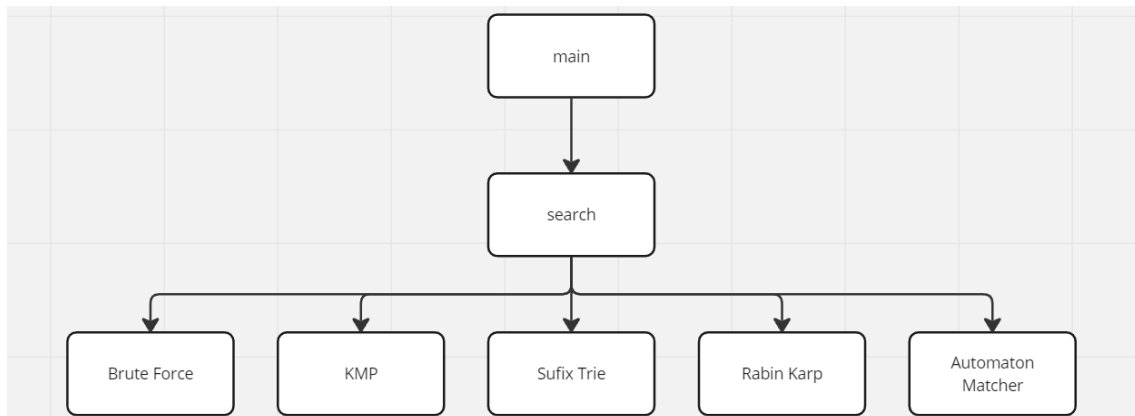 main
search
Brute Force
KMP
Sufix Trie
Rabin Karp
Automaton
Matcher